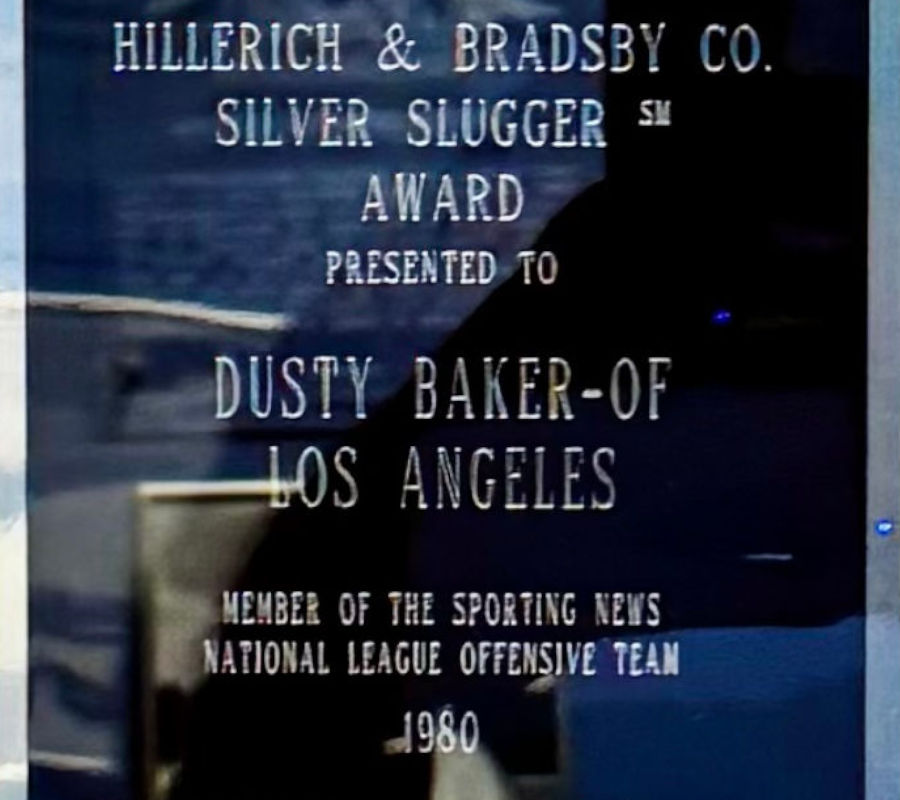 HILLERICH & BRADSBY CO.
SILVER SLUGGER ℠
AWARD
PRESENTED TO
DUSTY BAKER-OF
LOS ANGELES
MEMBER OF THE SPORTING NEWS
NATIONAL LEAGUE OFFENSIVE TEAM
1980